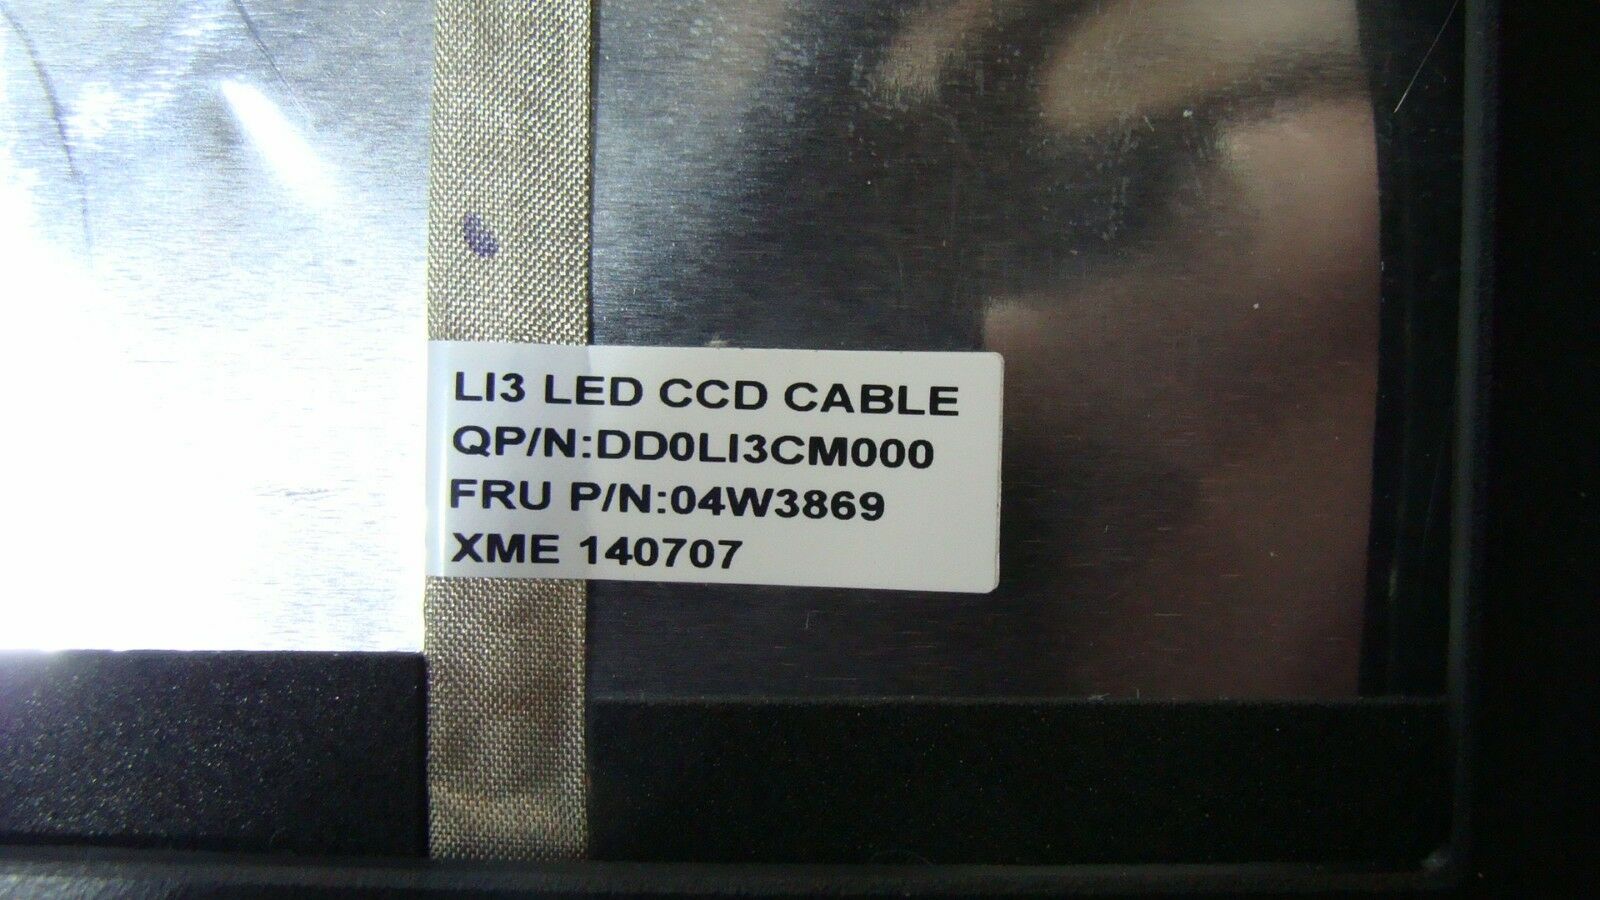 LI3 LED CCD CABLE
QP/N:DD0LI3CM000
FRU P/N:04W3869
XME 140707